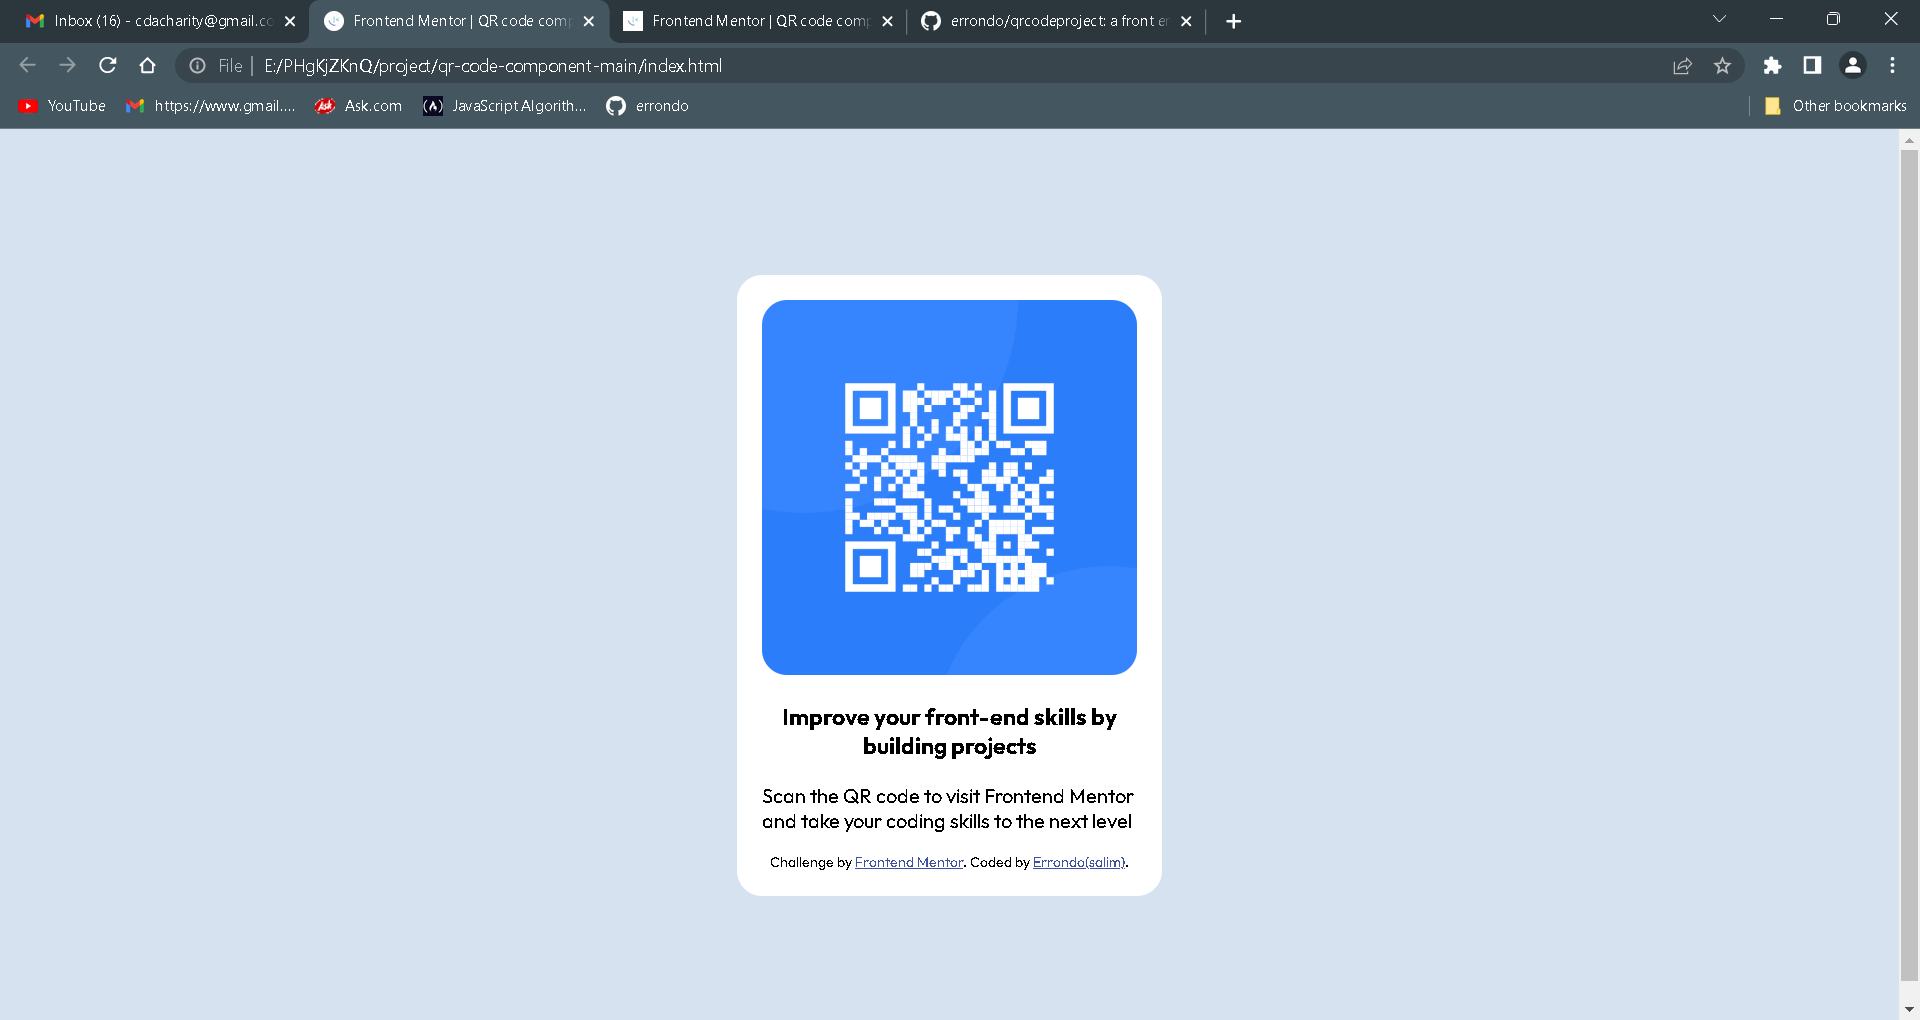 Inbox (16) - cdacharity@gmail.co
Frontend Mentor | QR code comp
Frontend Mentor | QR code comp
errondo/qrcodeproject: a front er
File | E:/PHgKjZKnQ/project/qr-code-component-main/index.html
YouTube
https://www.gmail....
Ask.com
JavaScript Algorith...
errondo
Other bookmarks
Improve your front-end skills by
building projects
Scan the QR code to visit Frontend Mentor
and take your coding skills to the next level
Challenge by Frontend Mentor. Coded by Errondo(salim).